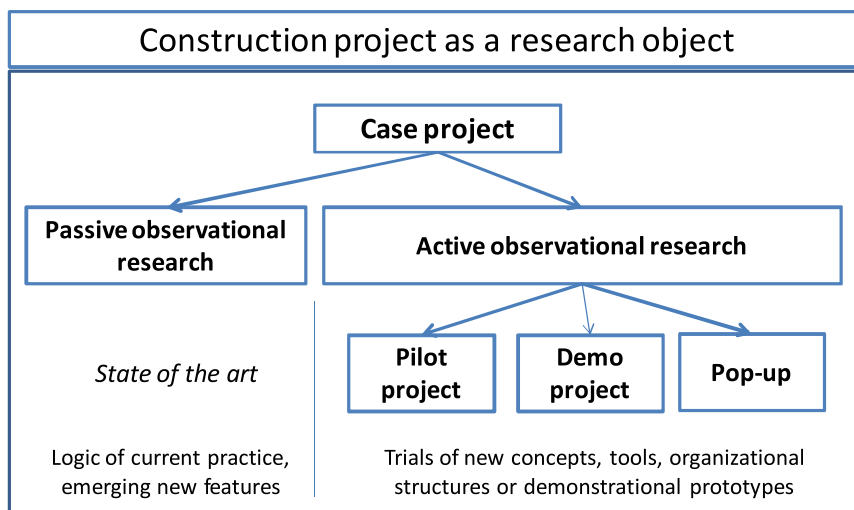 Construction project as a research object
Case project
Passive observational
research
Active observational research
Pilot
project
Demo
project
Pop-up
State of the art
Logic of current practice,
emerging new features
Trials of new concepts, tools, organizational
structures or demonstrational prototypes